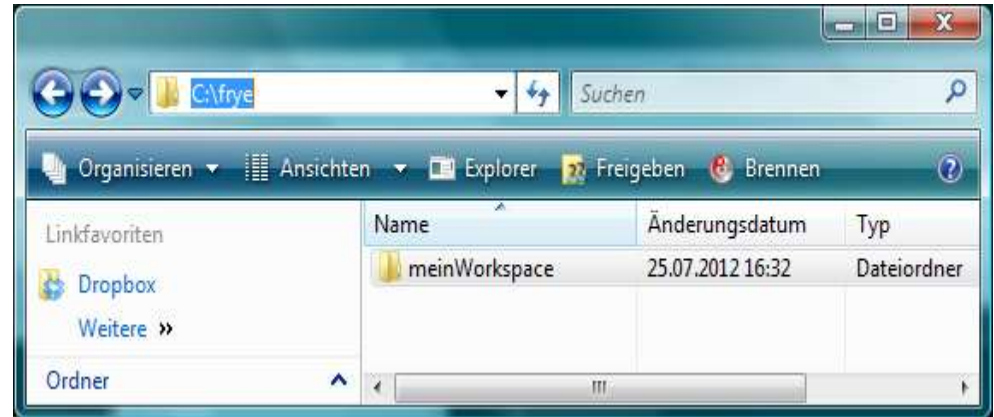 C:\frye
Suchen
Organisieren Ansichten Explorer Freigeben Brennen
Linkfavoriten
Dropbox
Weitere »
Ordner
Name Änderungsdatum Typ
meinWorkspace 25.07.2012 16:32 Dateiordner